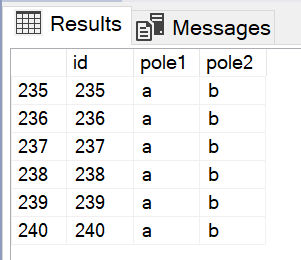 Results Messages
id pole1 pole2
235 235 a b
236 236 a b
237 237 a b
238 238 a b
239 239 a b
240 240 a b